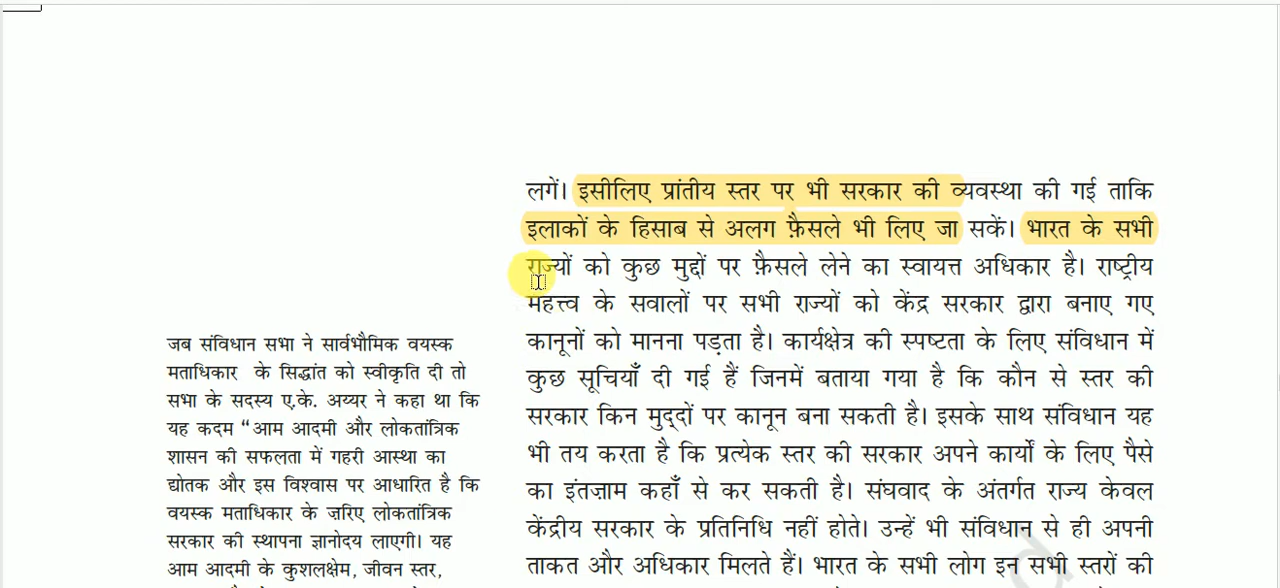 लगें। इसीलिए प्रांतीय स्तर पर भी सरकार की व्यवस्था की गई ताकि
इलाकों के हिसाब से अलग फ़ैसले भी लिए जा सकें। भारत के सभी
राज्यों को कुछ मुद्दों पर फ़ैसले लेने का स्वायत्त अधिकार है। राष्ट्रीय
महत्त्व के सवालों पर सभी राज्यों को केंद्र सरकार द्वारा बनाए गए
कानूनों को मानना पड़ता है। कार्यक्षेत्र की स्पष्टता के लिए संविधान में
कुछ सूचियाँ दी गई हैं जिनमें बताया गया है कि कौन से स्तर की
सरकार किन मुद्दों पर कानून बना सकती है। इसके साथ संविधान यह
भी तय करता है कि प्रत्येक स्तर की सरकार अपने कार्यों के लिए पैसे
का इंतज़ाम कहाँ से कर सकती है। संघवाद के अंतर्गत राज्य केवल
केंद्रीय सरकार के प्रतिनिधि नहीं होते। उन्हें भी संविधान से ही अपनी
ताकत और अधिकार मिलते हैं। भारत के सभी लोग इन सभी स्तरों की
जब संविधान सभा ने सार्वभौमिक वयस्क
मताधिकार के सिद्धांत को स्वीकृति दी तो
सभा के सदस्य ए.के. अय्यर ने कहा था कि
यह कदम “आम आदमी और लोकतांत्रिक
शासन की सफलता में गहरी आस्था का
द्योतक और इस विश्वास पर आधारित है कि
वयस्क मताधिकार के ज़रिए लोकतांत्रिक
सरकार की स्थापना ज्ञानोदय लाएगी। यह
आम आदमी के कुशलक्षेम, जीवन स्तर,